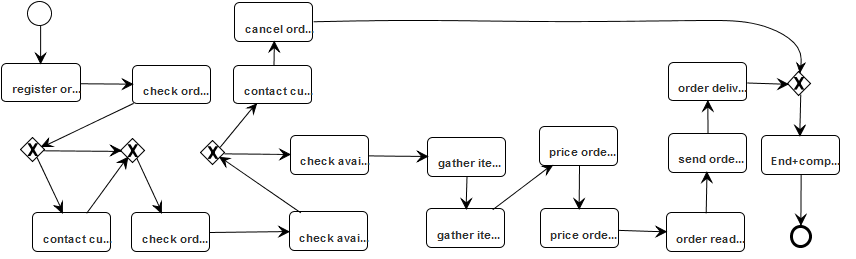 cancel ord...
register or...
check ord...
contact cu...
order deliv...
check avai...
gather ite...
price orde...
send orde...
End+comp...
contact cu...
check ord...
check avai...
gather ite...
price orde...
order read...